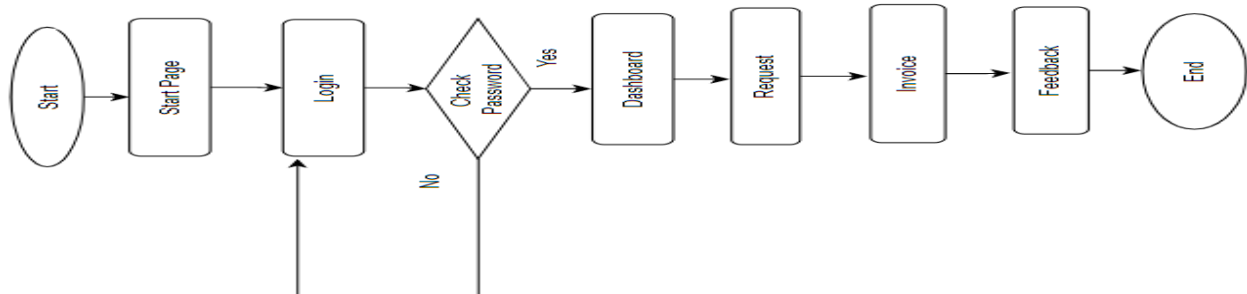 Start
Start Page
Login
Check
Password
Yes
No
Dashboard
Request
Invoice
Feedback
End